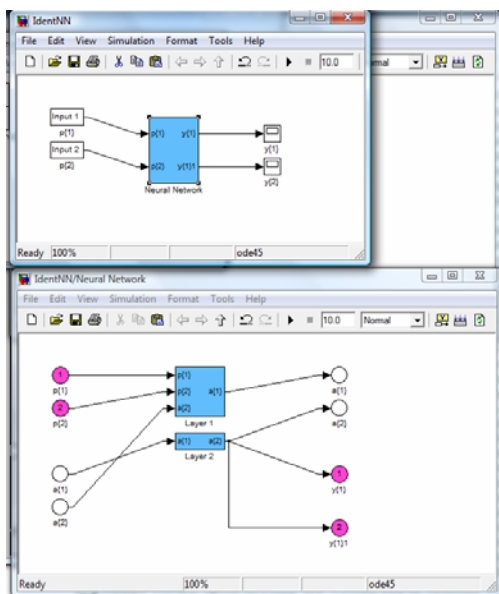 IdentNN
File Edit View Simulation Format Tools Help
10.0
mal
Input 1
p{1}
Input 2
p{2}
p{1} y{1}
p{2} y{1}1
Neural Network
y{1}
y{2}
Ready 100% ode45
IdentNN/Neural Network
File Edit View Simulation Format Tools Help
10.0 Normal
1
p{1}
2
p{2}
p{1}
p{2} a{1}
a{2}
Layer 1
a{1} a{2}
Layer 2
a{1}
a{2}
a{1}
a{2}
1
y{1}
2
y{1}1
Ready 100% ode45